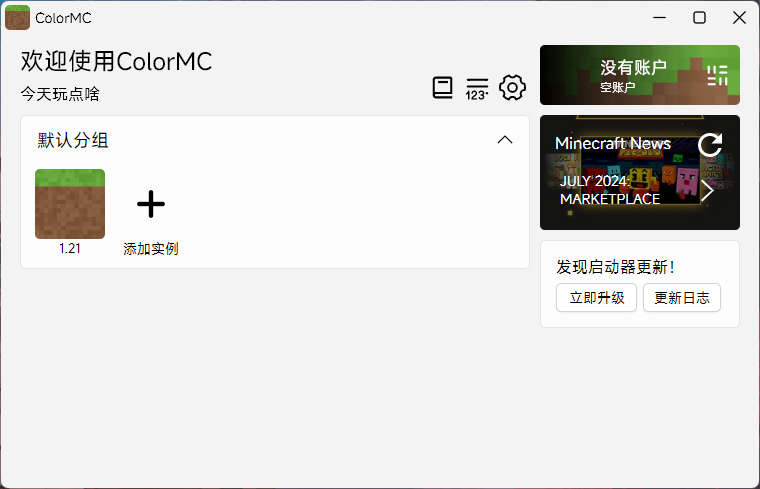 ColorMC
欢迎使用ColorMC
今天玩点啥
123·
没有账户
空账户
默认分组
1.21
添加实例
Minecraft News
JULY 2024:
MARKETPLACE
发现启动器更新！
立即升级
更新日志